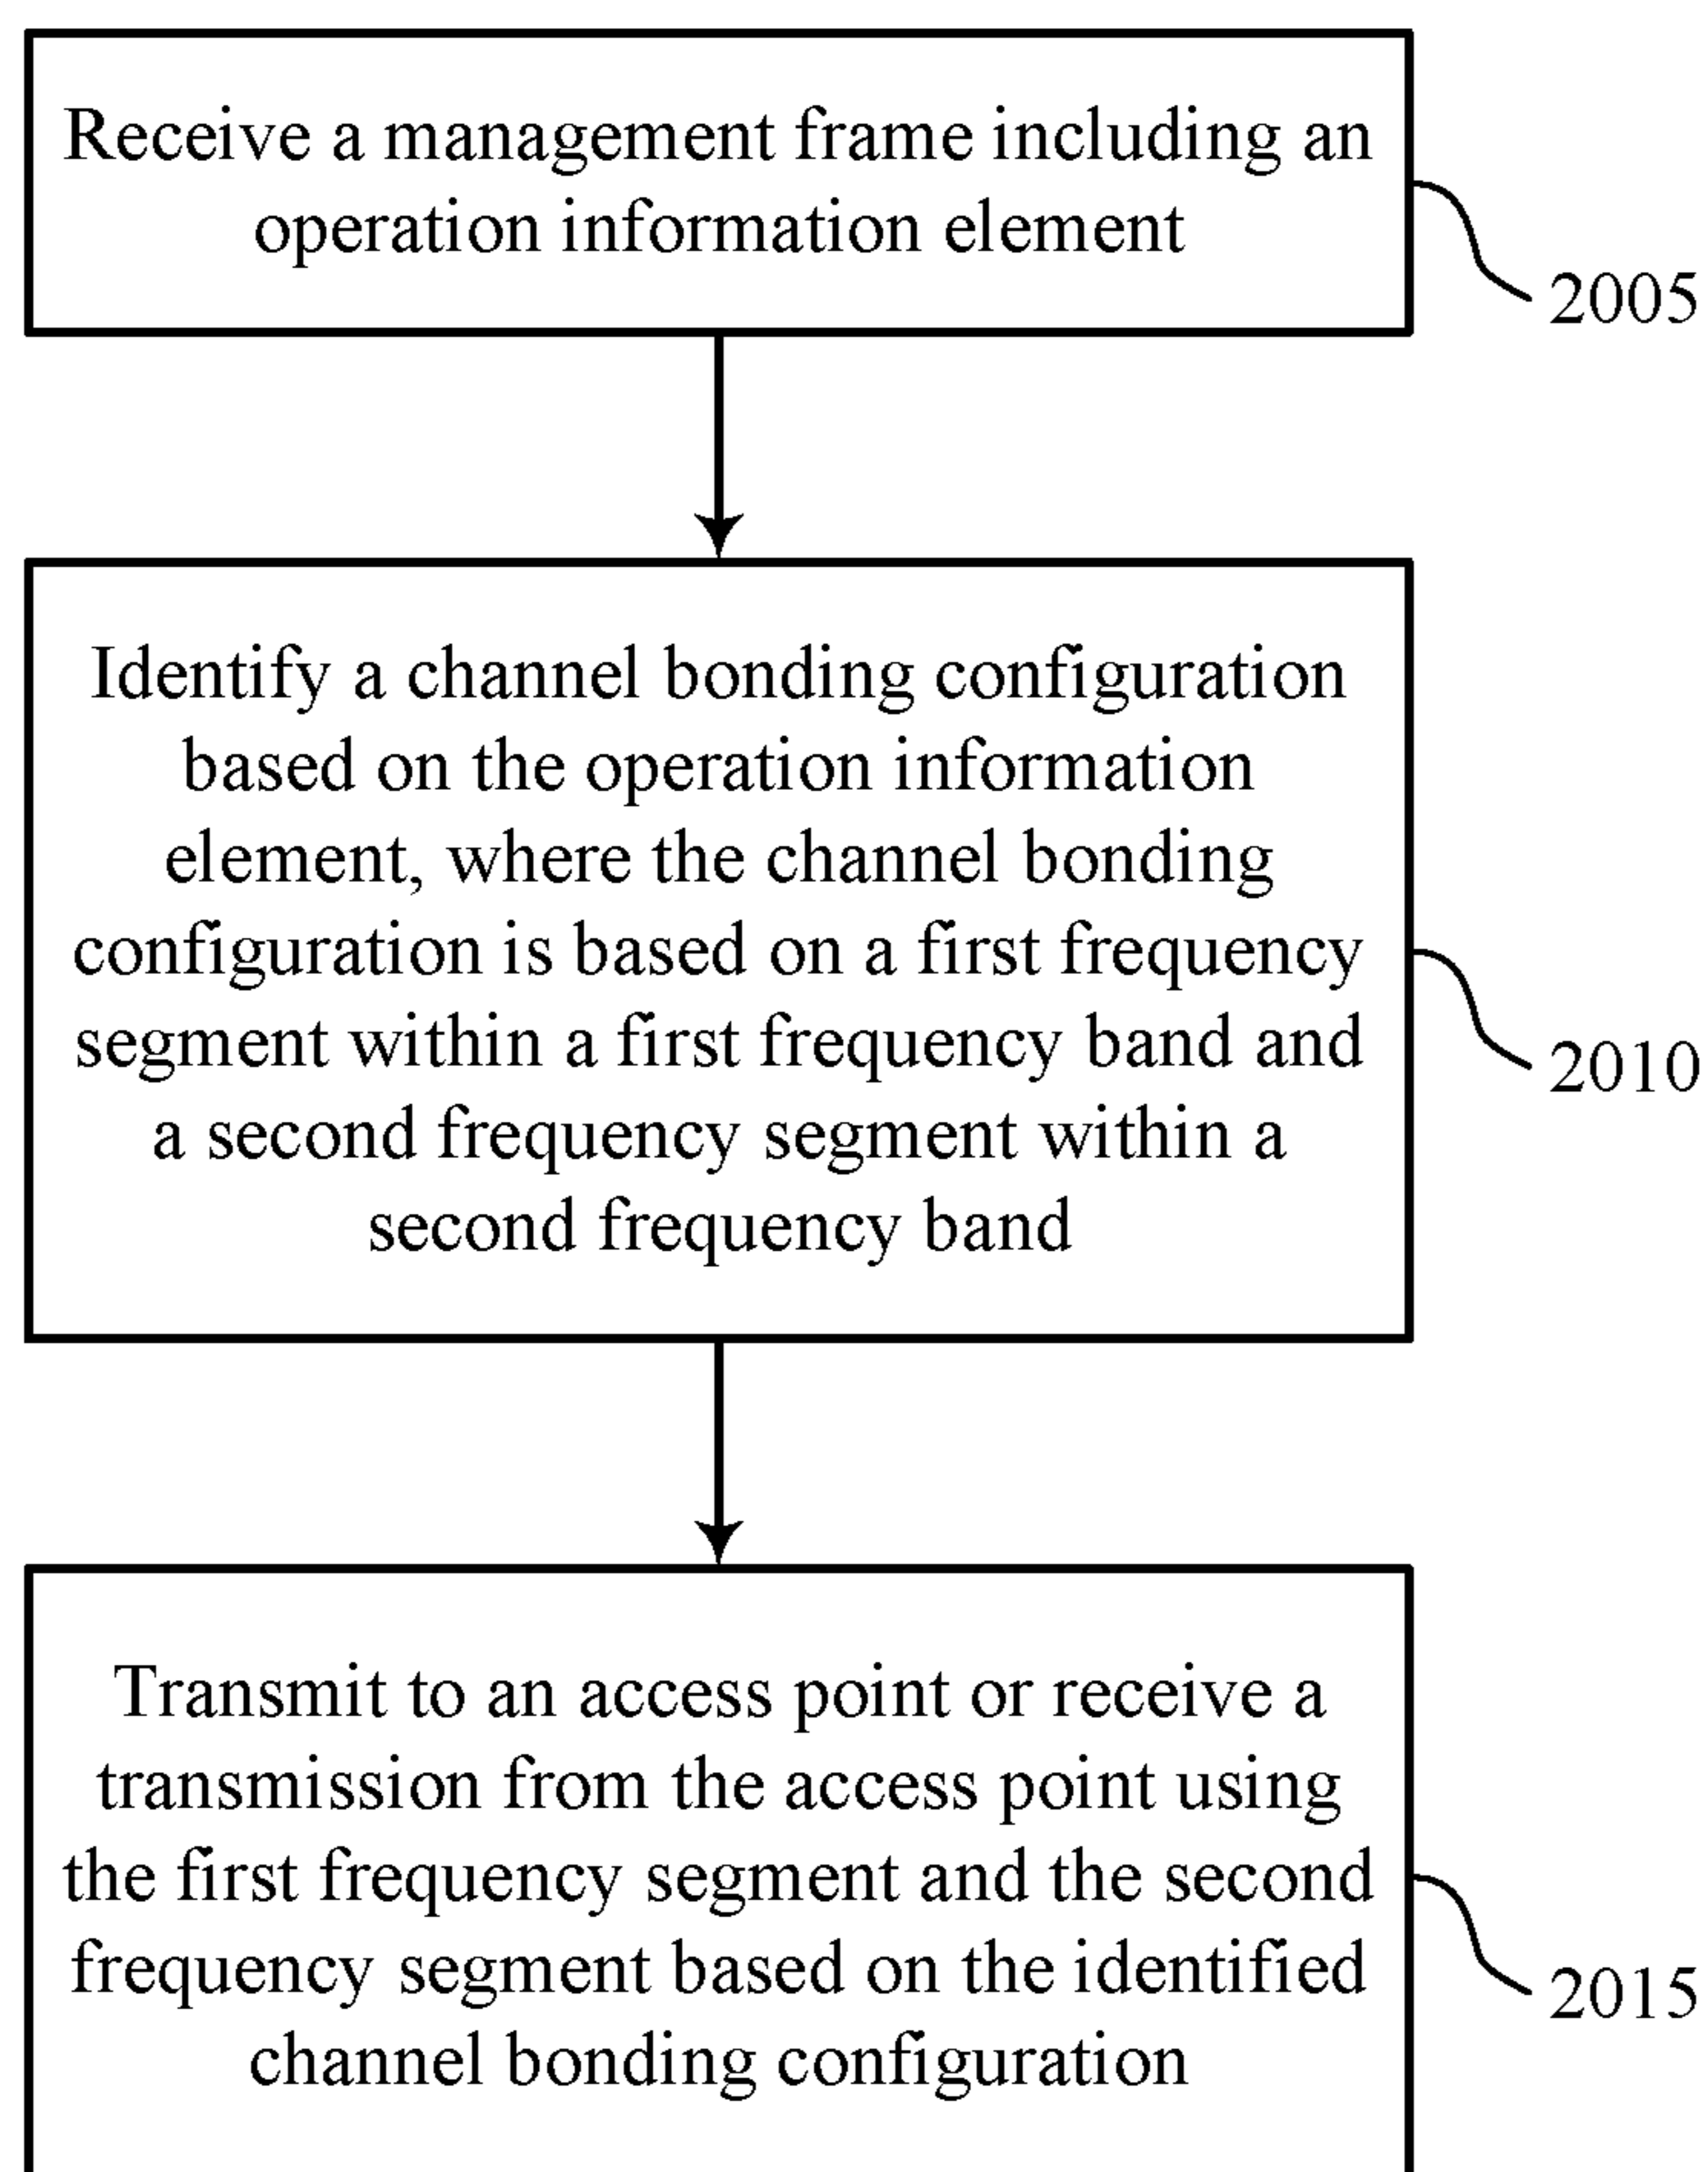 Receive a management frame including an
operation information element
2005
Identify a channel bonding configuration
based on the operation information
element, where the channel bonding
configuration is based on a first frequency
segment within a first frequency band and
a second frequency segment within a
second frequency band
2010
Transmit to an access point or receive a
transmission from the access point using
the first frequency segment and the second
frequency segment based on the identified
channel bonding configuration
2015